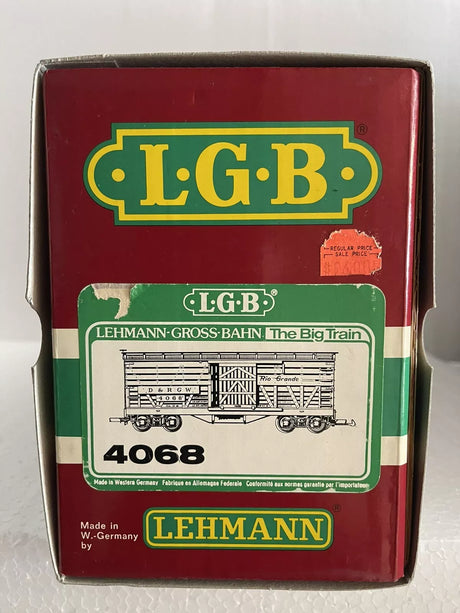 ·L·G·B·®
REGULAR PRICE
SALE PRICE
·L·G·B·®
LEHMANN·GROSS·BAHN The Big Train
D & R G W
4068
Rio Grande
4068
Made in Western Germany Fabrique en Allemagne Federale Conformité aux normes garantie par l'importateur
Made in
W.-Germany
by
LEHMANN®